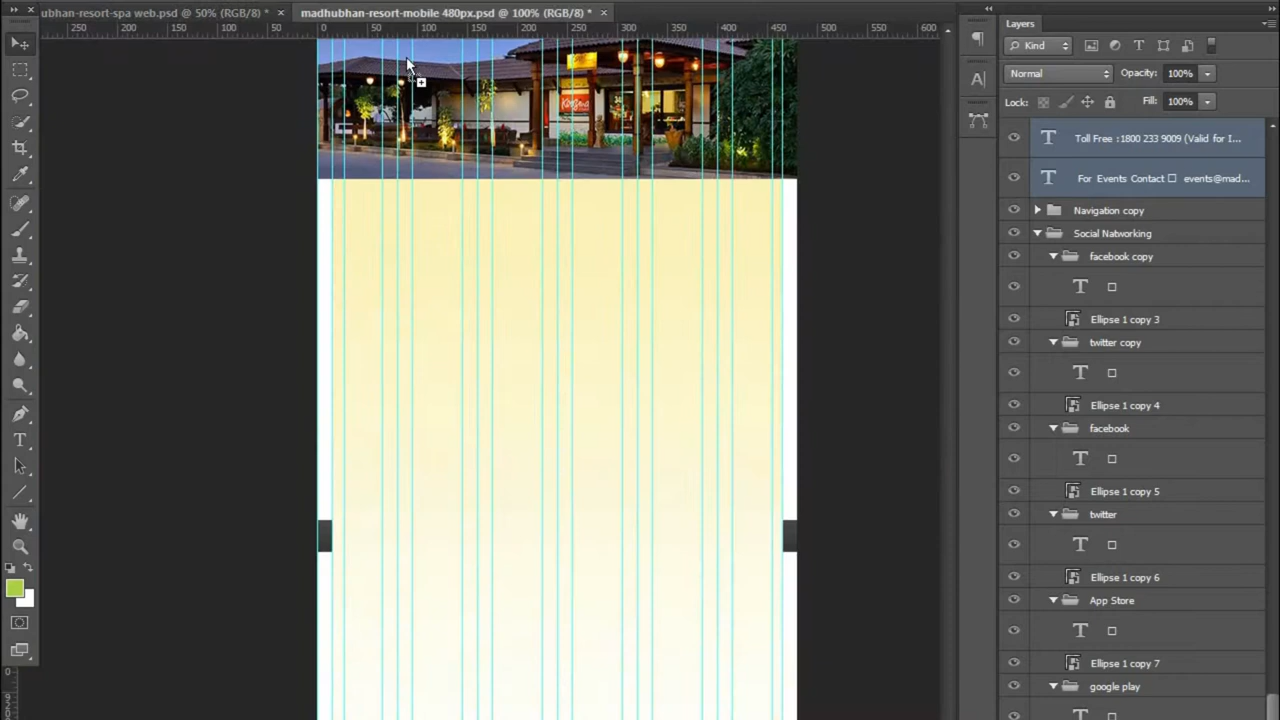 ubhan-resort-spa web.psd @ 50% (RGB/8) * ×
madhubhan-resort-mobile 480px.psd @ 100% (RGB/8) * ×
250 200 150 100 50 0 50 100 150 200 250 300 350 400 450 500 550 600
Layers
Kind
Normal Opacity: 100%
Lock: Fill: 100%
Toll Free :1800 233 9009 (Valid for I...
For Events Contact □ events@mad...
Navigation copy
Social Natworking
facebook copy
T □
Ellipse 1 copy 3
twitter copy
T □
Ellipse 1 copy 4
facebook
T □
Ellipse 1 copy 5
twitter
T □
Ellipse 1 copy 6
App Store
T □
Ellipse 1 copy 7
google play